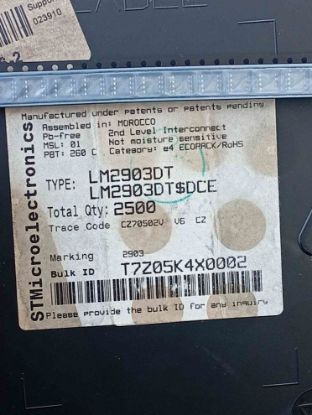 Support
023910
STMicroelectronics
Manufactured under patents or patents pending
Assembled in: MOROCCO
Pb-free 2nd Level Interconnect
MSL: 01 Not moisture sensitive
PBT: 260 C Category: e4 ECOPACK/RoHS
TYPE: LM2903DT
LM2903DT$DCE
Total Qty: 2500
Trace Code CZ70502V V6 CZ
Marking 2903
Bulk ID T7Z05K4X0002
Please provide the bulk ID for any inquiry